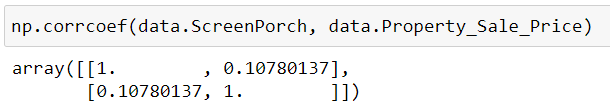 np.corrcoef(data.ScreenPorch, data.Property_Sale_Price)
array([[1.        , 0.10780137],
       [0.10780137, 1.        ]])